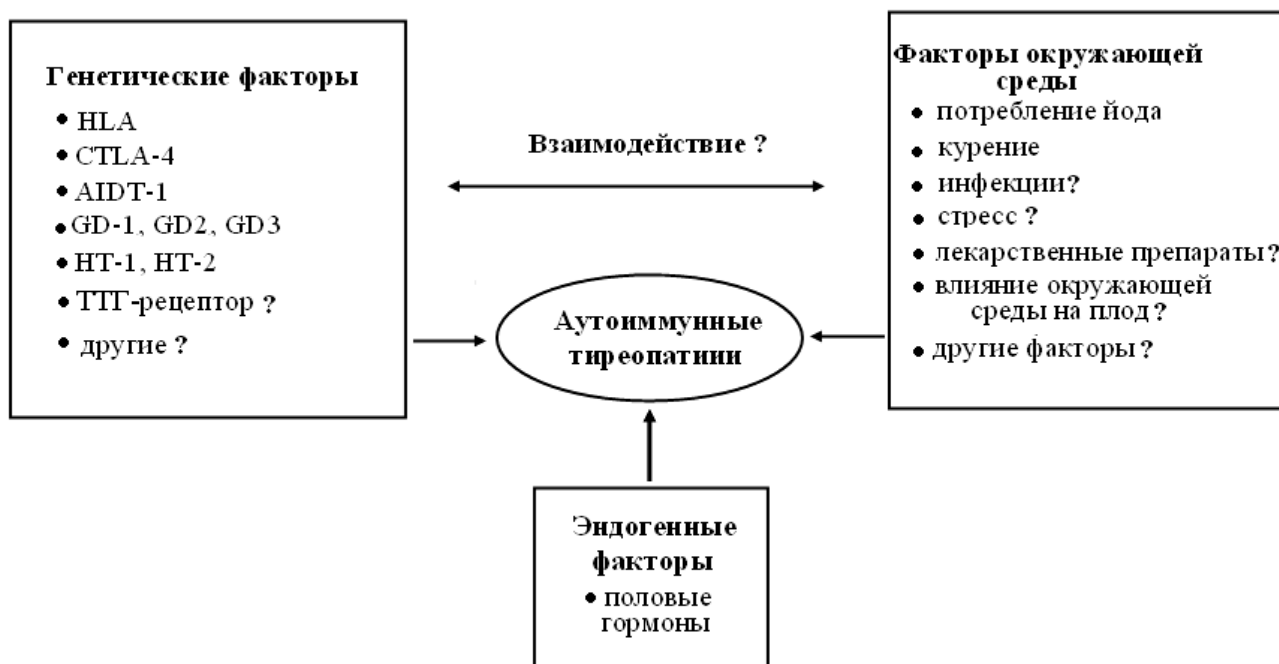 Генетические факторы
• HLA
• CTLA-4
• AIDT-1
• GD-1, GD2, GD3
• HT-1, HT-2
• ТТГ-рецептор ?
• другие ?
Взаимодействие ?
Факторы окружающей
среды
• потребление йода
• курение
• инфекции?
• стресс ?
• лекарственные препараты?
• влияние окружающей
среды на плод ?
• другие факторы ?
Аутоиммунные
тиреопатиии
Эндогенные
факторы
• половые
гормоны